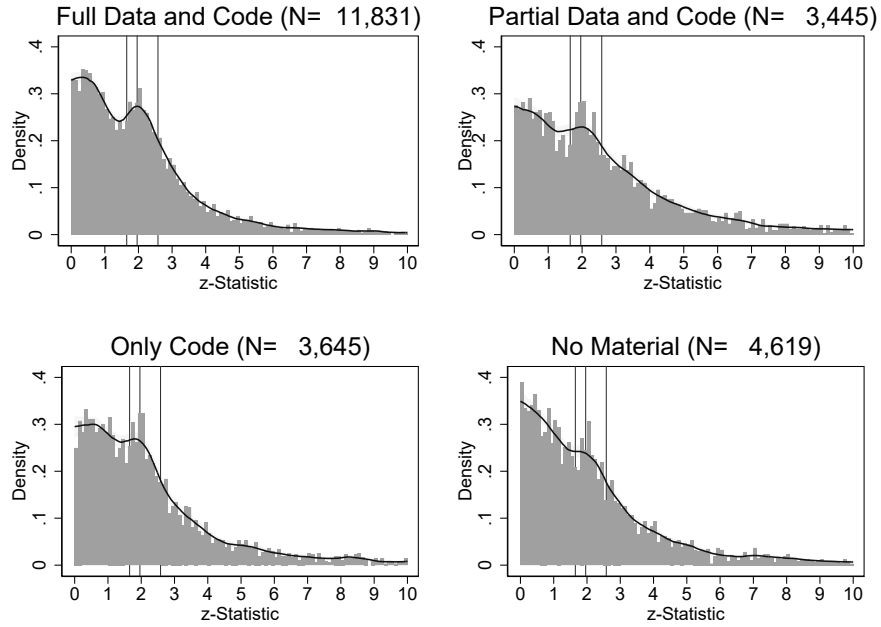 Full Data and Code (N= 11,831)
Density
0 .1 .2 .3 .4
0 1 2 3 4 5 6 7 8 9 10
z-Statistic
Partial Data and Code (N= 3,445)
Density
0 .1 .2 .3 .4
0 1 2 3 4 5 6 7 8 9 10
z-Statistic
Only Code (N= 3,645)
Density
0 .1 .2 .3 .4
0 1 2 3 4 5 6 7 8 9 10
z-Statistic
No Material (N= 4,619)
Density
0 .1 .2 .3 .4
0 1 2 3 4 5 6 7 8 9 10
z-Statistic